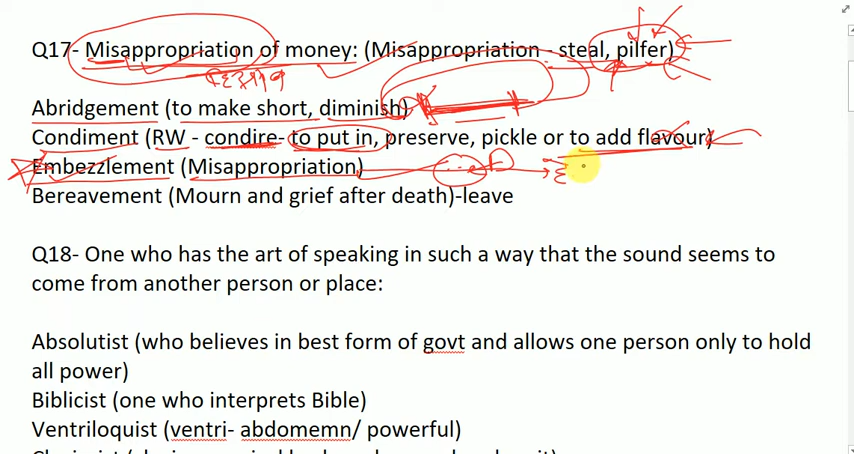 Q17- Misappropriation of money: (Misappropriation - steal, pilfer)
Abridgement (to make short, diminish)
Condiment (RW - condire- to put in, preserve, pickle or to add flavour)
Embezzlement (Misappropriation)
Bereavement (Mourn and grief after death)-leave
Q18- One who has the art of speaking in such a way that the sound seems to
come from another person or place:
Absolutist (who believes in best form of govt and allows one person only to hold
all power)
Biblicist (one who interprets Bible)
Ventriloquist (ventri- abdomemn/ powerful)